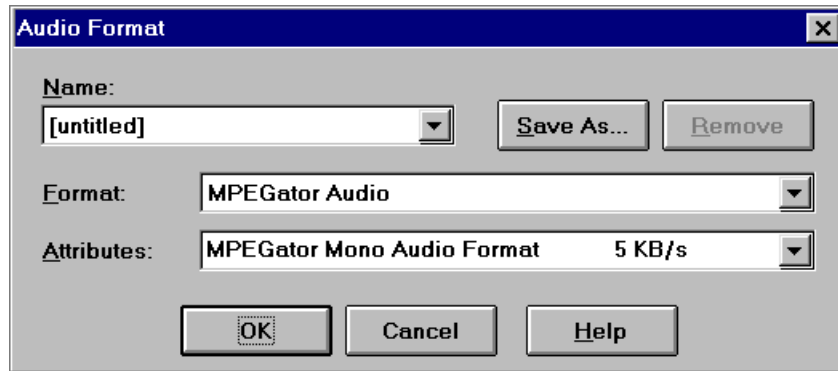 Audio Format
Name:
[untitled]
Save As...
Remove
Format:
MPEGator Audio
Attributes:
MPEGator Mono Audio Format 5 KB/s
OK
Cancel
Help